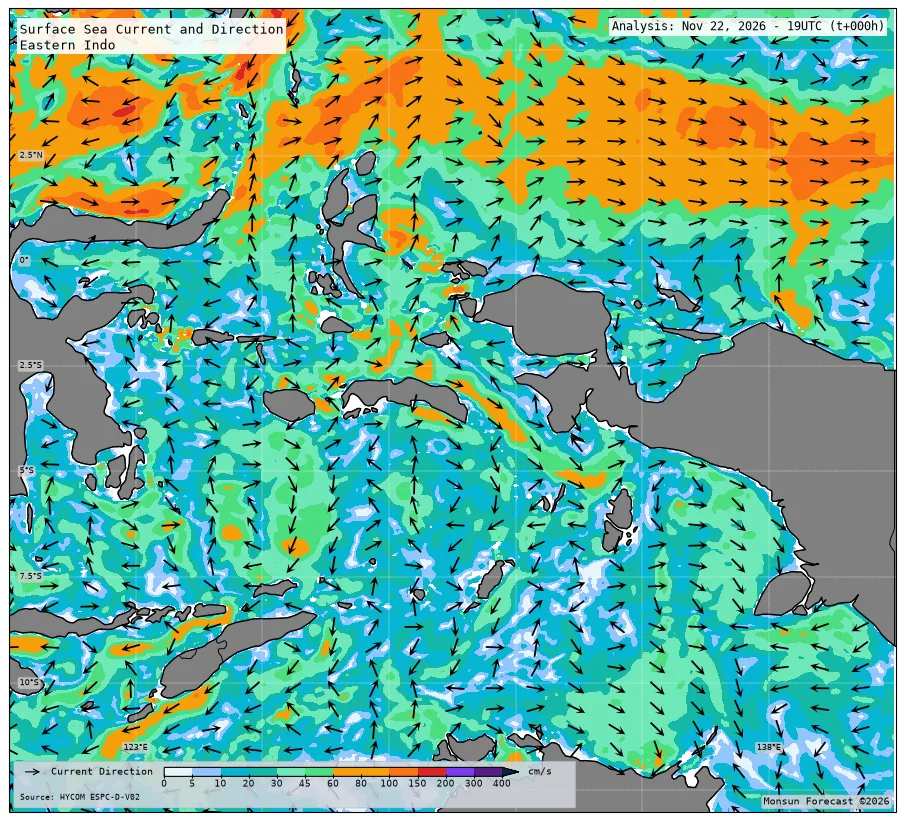 Surface Sea Current and Direction
Eastern Indo
Analysis: Nov 22, 2026 - 19UTC (t+000h)
2.5°N
0°
2.5°S
5°S
7.5°S
10°S
123°E
138°E
Current Direction
0 5 10 20 30 45 60 80 100 150 200 300 400 cm/s
Source: HYCOM ESPC-D-V02
Monsun Forecast ©2026